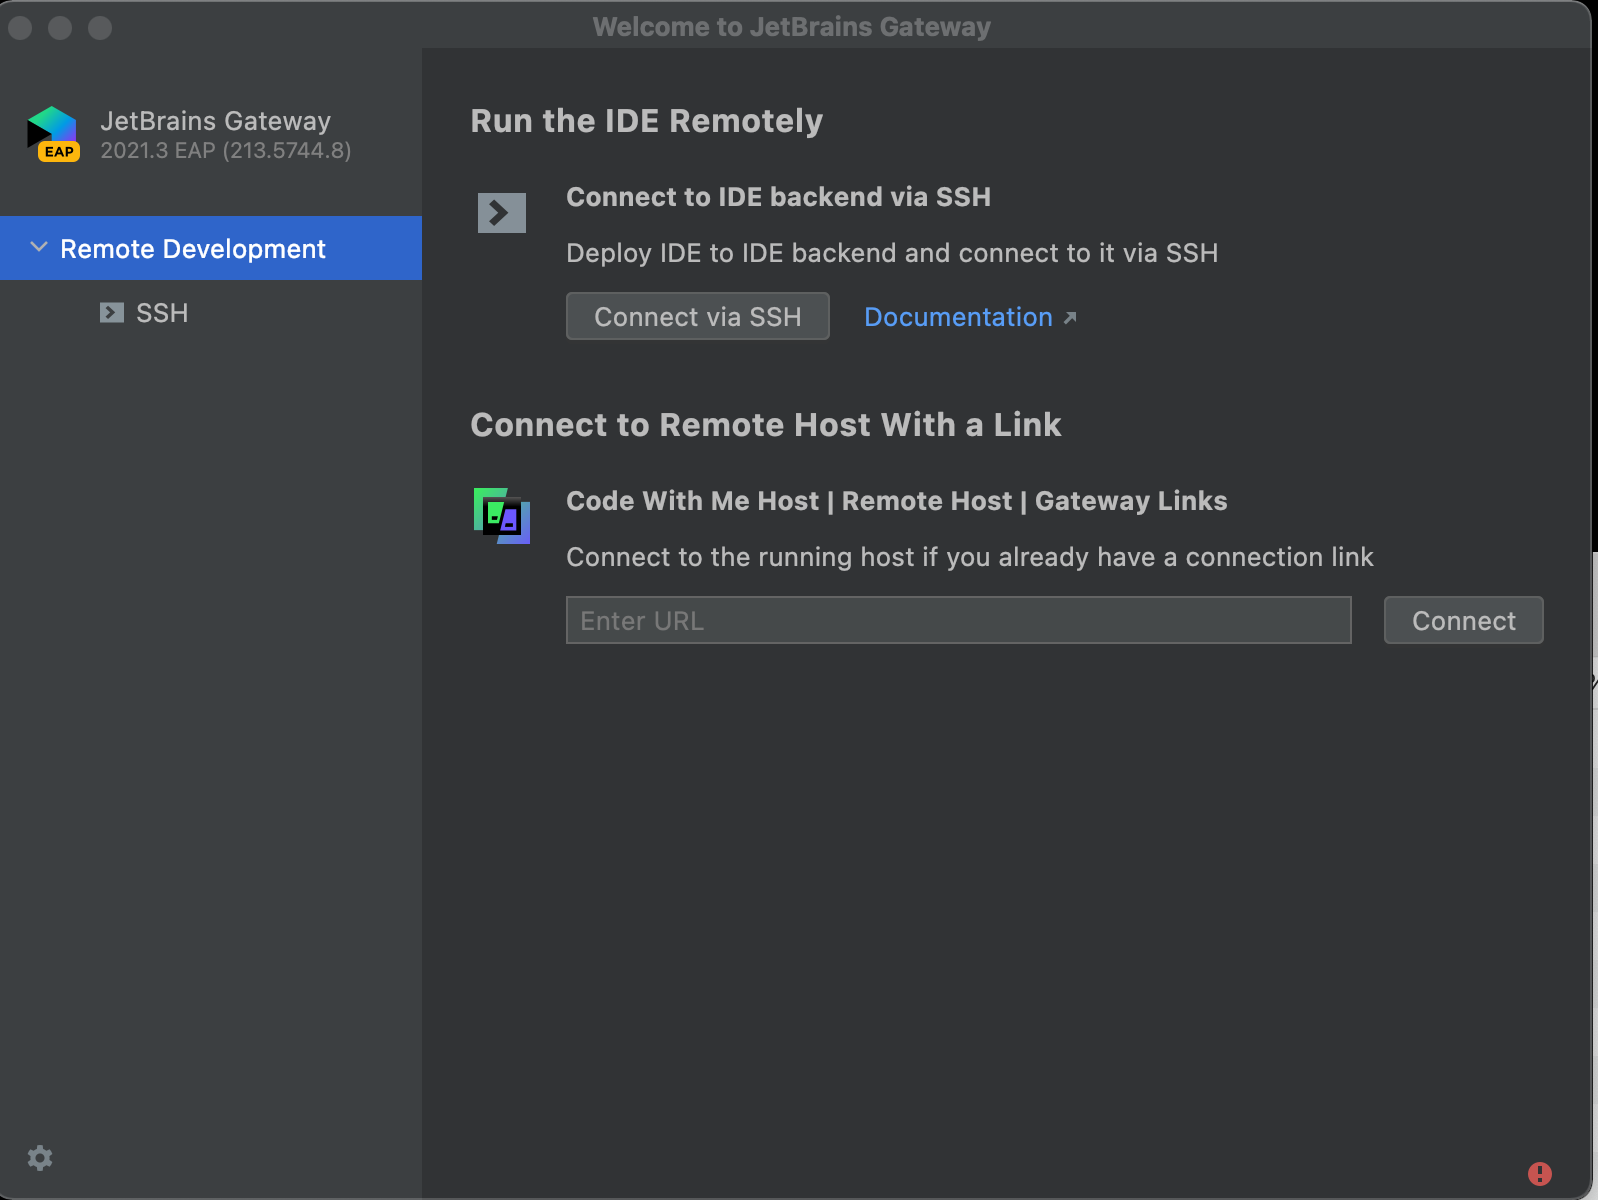 Welcome to JetBrains Gateway
JetBrains Gateway
2021.3 EAP (213.5744.8)
EAP
Remote Development
SSH
Run the IDE Remotely
Connect to IDE backend via SSH
Deploy IDE to IDE backend and connect to it via SSH
Connect via SSH
Documentation
Connect to Remote Host With a Link
Code With Me Host | Remote Host | Gateway Links
Connect to the running host if you already have a connection link
Enter URL
Connect